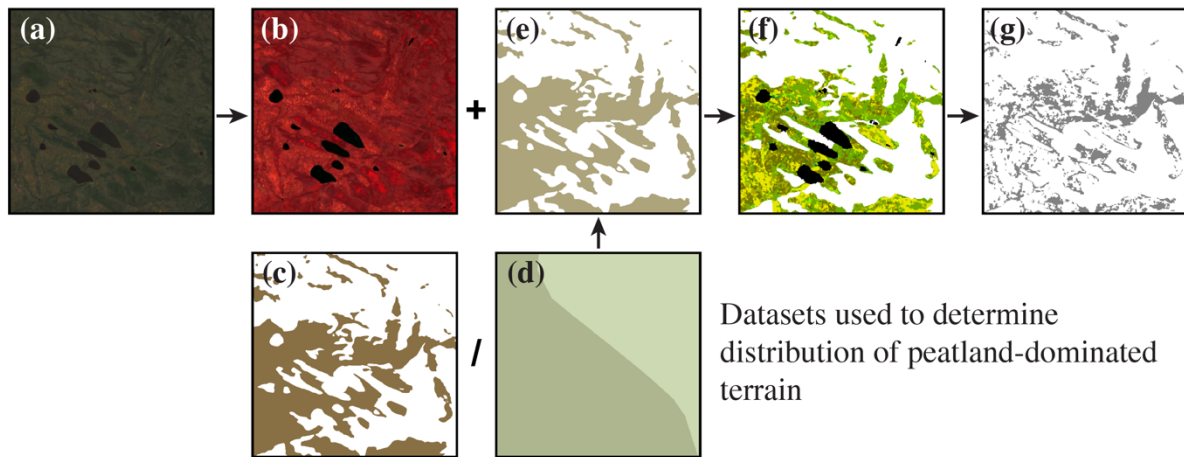 (a)
(b)
(e)
(f)
(g)
+
(c)
(d)
/
Datasets used to determine
distribution of peatland-dominated
terrain